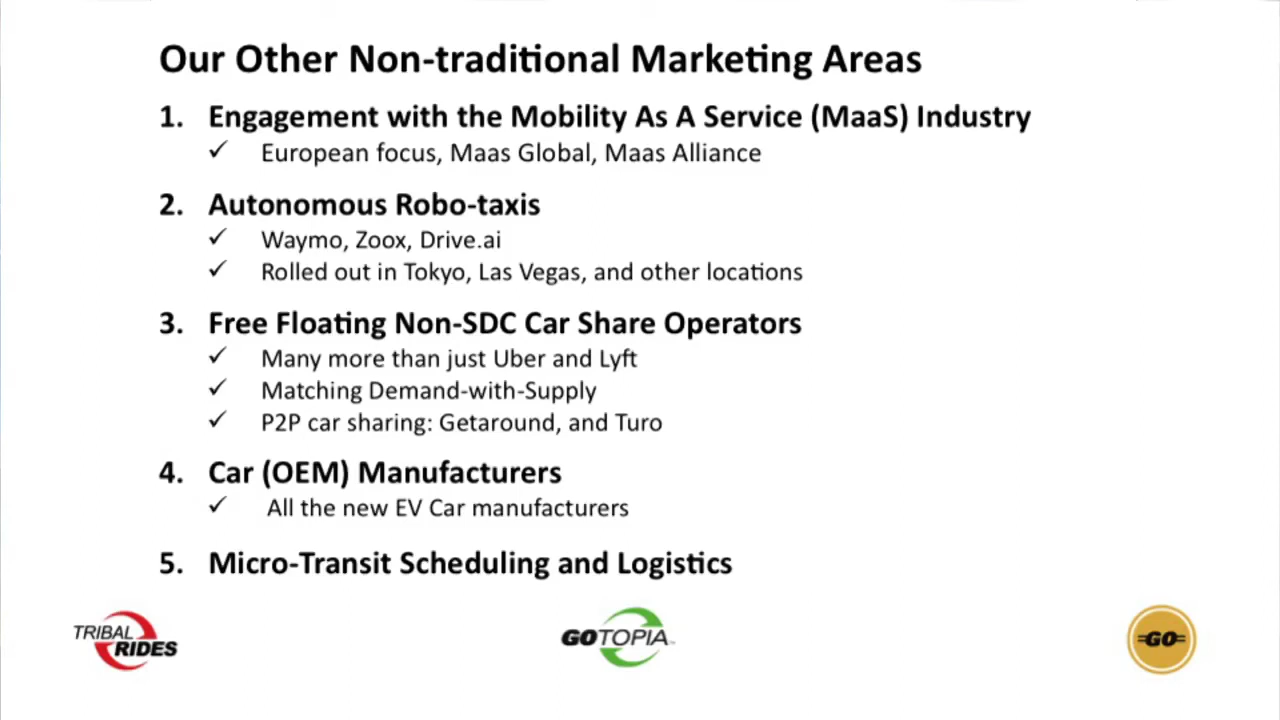 Our Other Non-traditional Marketing Areas
1. Engagement with the Mobility As A Service (MaaS) Industry
✓ European focus, Maas Global, Maas Alliance
2. Autonomous Robo-taxis
✓ Waymo, Zoox, Drive.ai
✓ Rolled out in Tokyo, Las Vegas, and other locations
3. Free Floating Non-SDC Car Share Operators
✓ Many more than just Uber and Lyft
✓ Matching Demand-with-Supply
✓ P2P car sharing: Getaround, and Turo
4. Car (OEM) Manufacturers
✓ All the new EV Car manufacturers
5. Micro-Transit Scheduling and Logistics
TRIBAL
RIDES
GOTOPIA
GO